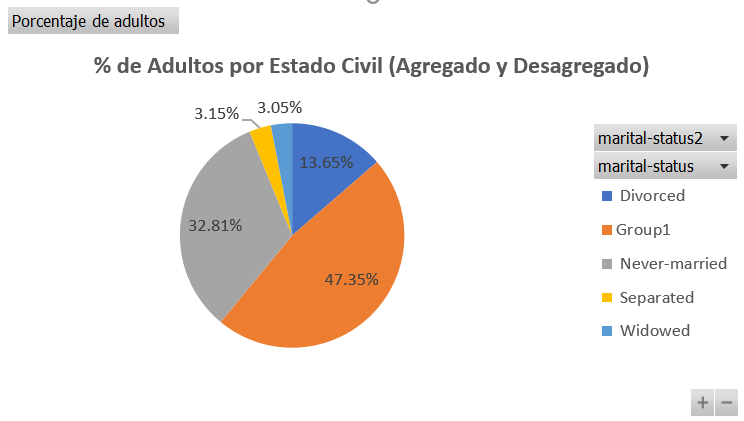 Porcentaje de adultos
% de Adultos por Estado Civil (Agregado y Desagregado)
3.15%
3.05%
13.65%
32.81%
47.35%
marital-status2
marital-status
Divorced
Group1
Never-married
Separated
Widowed
+ −